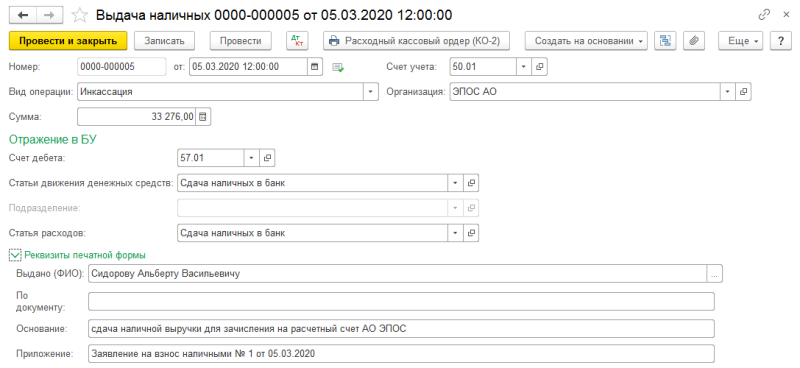 Выдача наличных 0000-000005 от 05.03.2020 12:00:00
Провести и закрыть Записать Провести Дт Кт Расходный кассовый ордер (КО-2) Создать на основании Еще ?
Номер: 0000-000005 от: 05.03.2020 12:00:00 Счет учета: 50.01
Вид операции: Инкассация Организация: ЭПОС АО
Сумма: 33 276,00
Отражение в БУ
Счет дебета: 57.01
Статьи движения денежных средств: Сдача наличных в банк
Подразделение:
Статья расходов: Сдача наличных в банк
Реквизиты печатной формы
Выдано (ФИО): Сидорову Альберту Васильевичу ...
По
документу:
Основание: сдача наличной выручки для зачисления на расчетный счет АО ЭПОС
Приложение: Заявление на взнос наличными № 1 от 05.03.2020